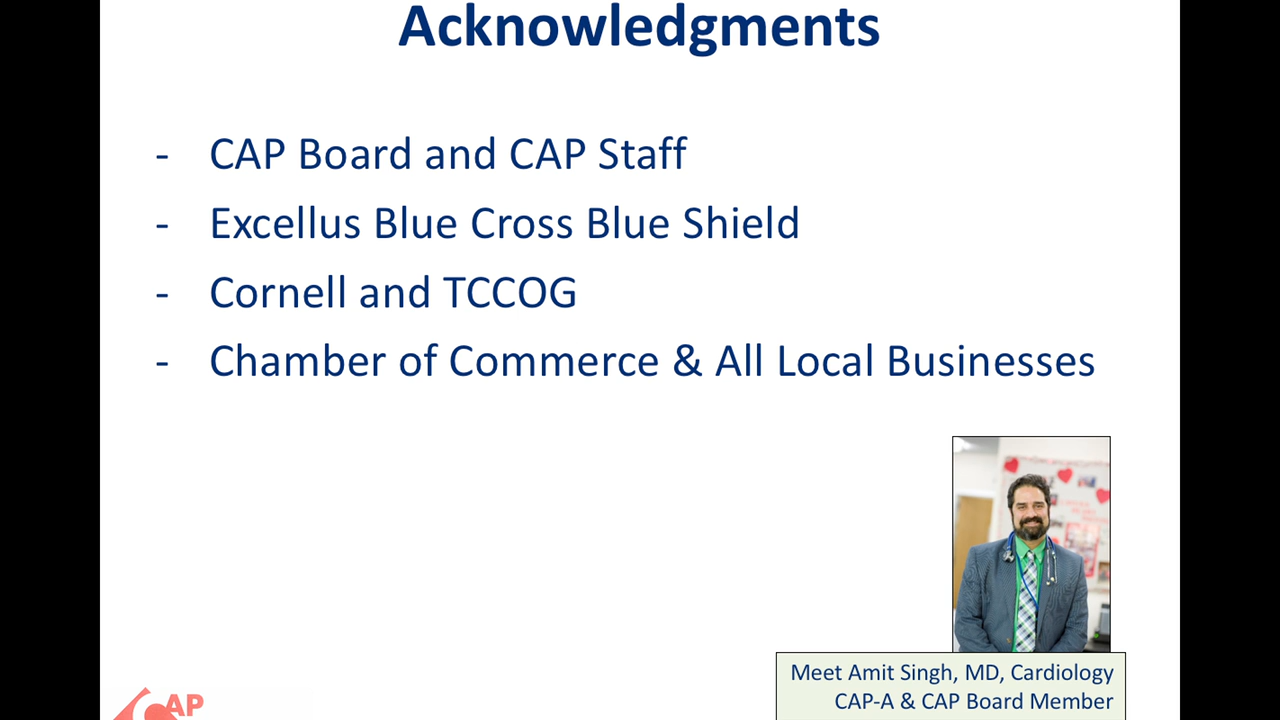 Acknowledgments
- CAP Board and CAP Staff
- Excellus Blue Cross Blue Shield
- Cornell and TCCOG
- Chamber of Commerce & All Local Businesses
Meet Amit Singh, MD, Cardiology
CAP-A & CAP Board Member
AP